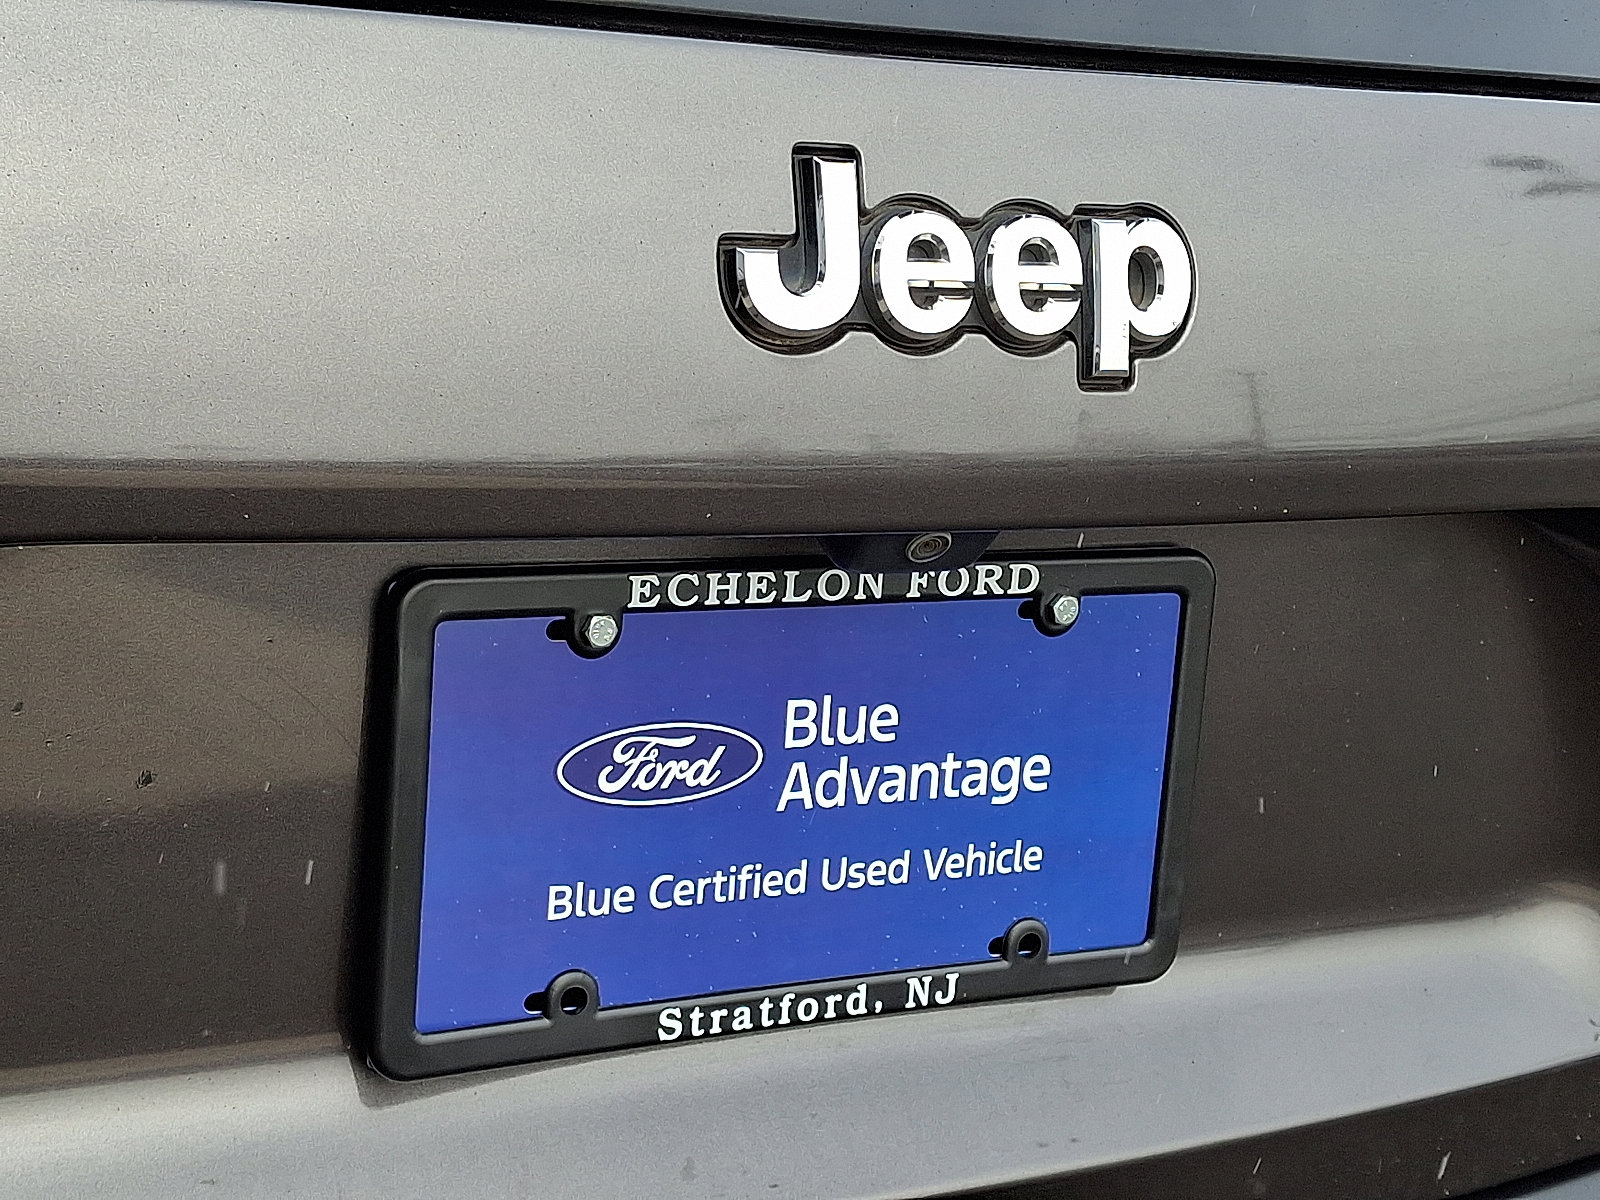 Jeep
ECHELON FORD
Ford
Blue
Advantage
Blue Certified Used Vehicle
Stratford, NJ